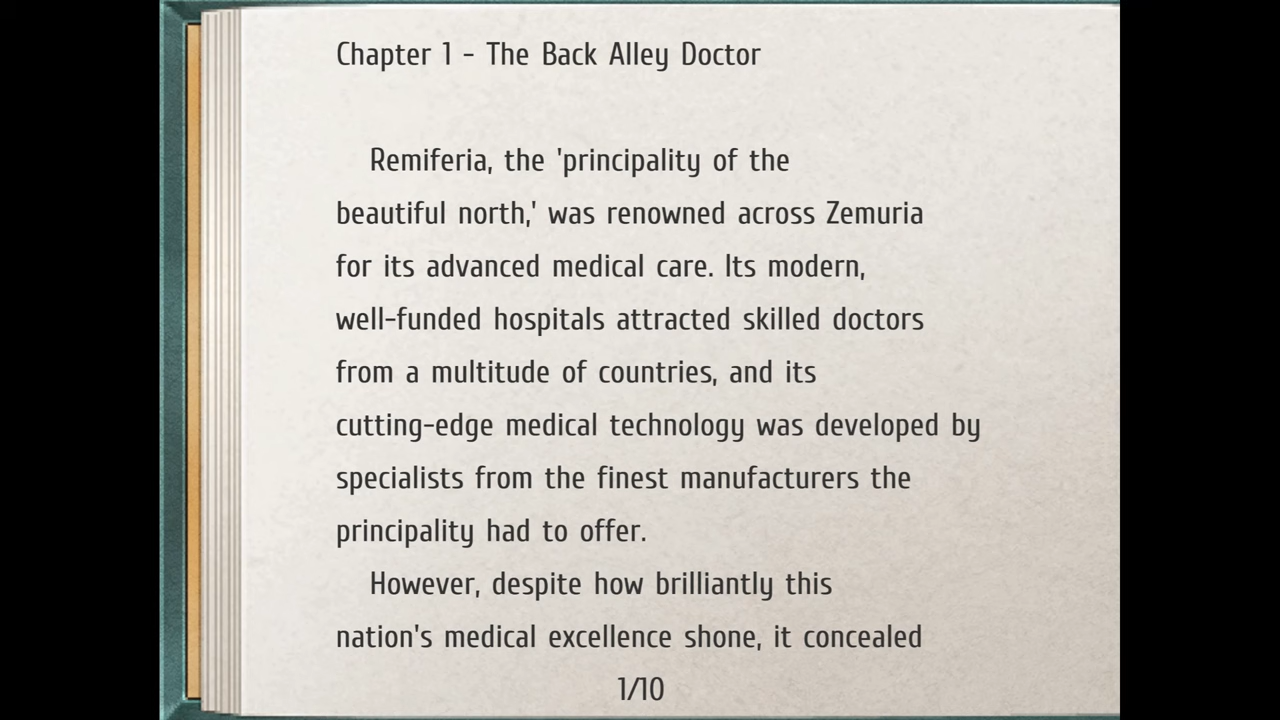 Chapter 1 - The Back Alley Doctor
Remiferia, the 'principality of the
beautiful north,' was renowned across Zemuria
for its advanced medical care. Its modern,
well-funded hospitals attracted skilled doctors
from a multitude of countries, and its
cutting-edge medical technology was developed by
specialists from the finest manufacturers the
principality had to offer.
However, despite how brilliantly this
nation's medical excellence shone, it concealed
1/10